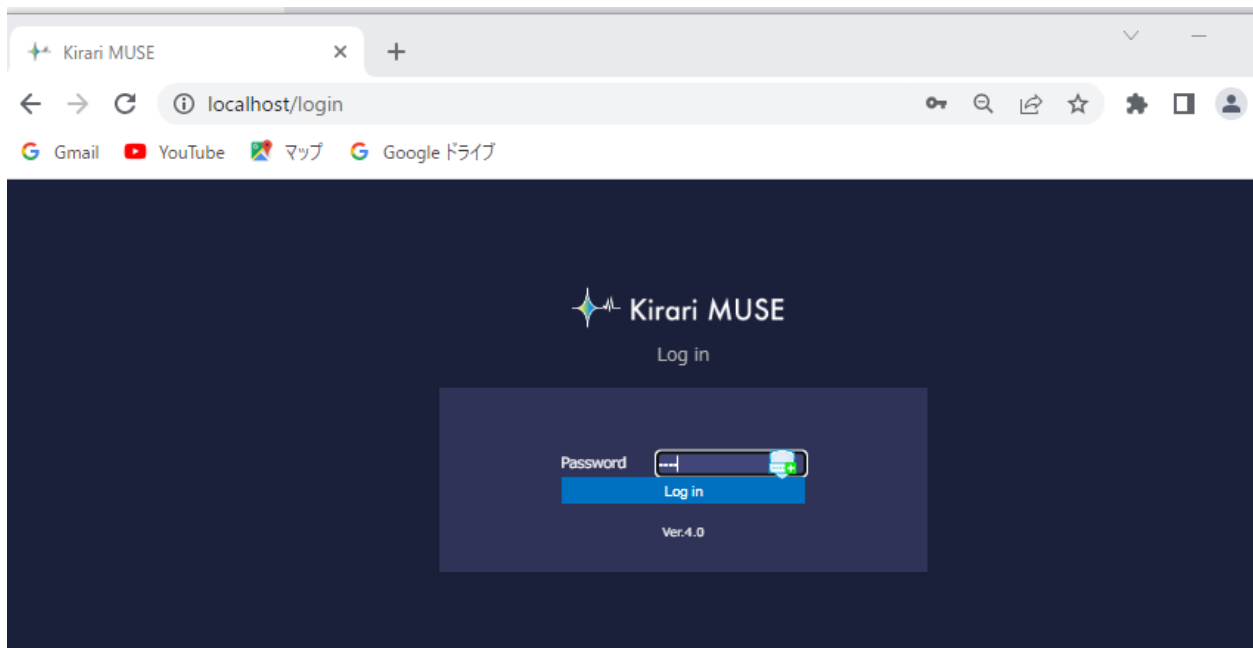 Kirari MUSE
localhost/login
Gmail YouTube マップ Google ドライブ
Kirari MUSE
Log in
Password ----
Log in
Ver.4.0